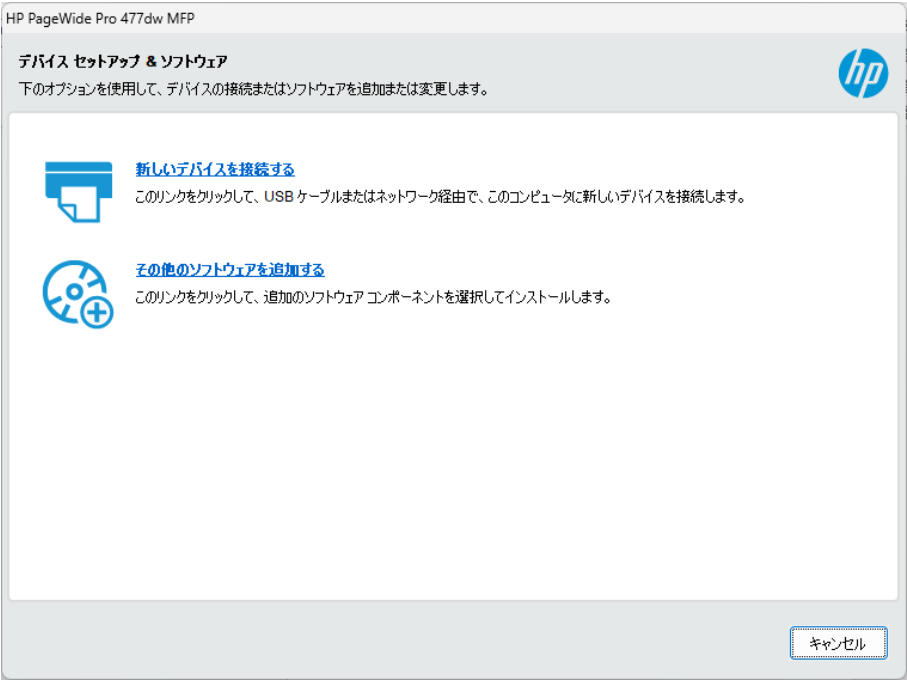 HP PageWide Pro 477dw MFP
デバイス セットアップ & ソフトウェア
下のオプションを使用して、デバイスの接続またはソフトウェアを追加または変更します。
hp
新しいデバイスを接続する
このリンクをクリックして、USB ケーブルまたはネットワーク経由で、このコンピュータに新しいデバイスを接続します。
その他のソフトウェアを追加する
このリンクをクリックして、追加のソフトウェア コンポーネントを選択してインストールします。
キャンセル